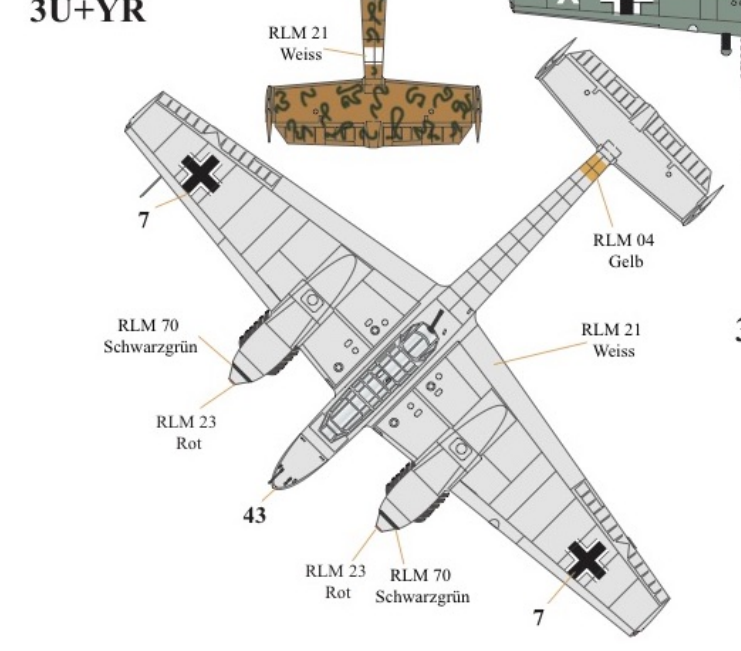 3U+YR
RLM 21
Weiss
7
RLM 04
Gelb
RLM 70
Schwarzgrün
RLM 21
Weiss
RLM 23
Rot
43
RLM 23
Rot
RLM 70
Schwarzgrün
7